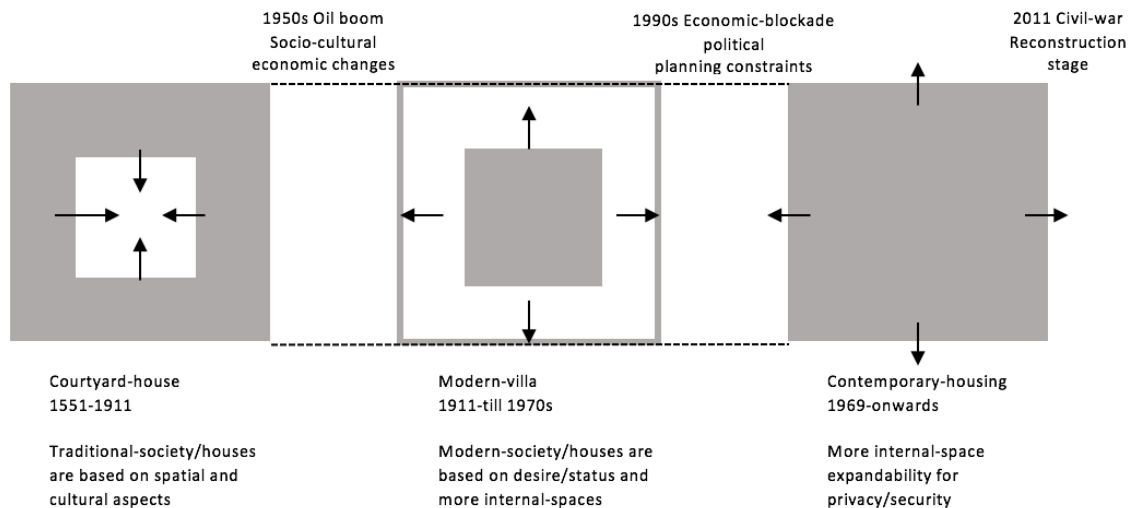 1950s Oil boom
Socio-cultural
economic changes
1990s Economic-blockade
political
planning constraints
2011 Civil-war
Reconstruction
stage
Courtyard-house
1551-1911
Traditional-society/houses
are based on spatial and
cultural aspects
Modern-villa
1911-till 1970s
Modern-society/houses are
based on desire/status and
more internal-spaces
Contemporary-housing
1969-onwards
More internal-space
expandability for
privacy/security